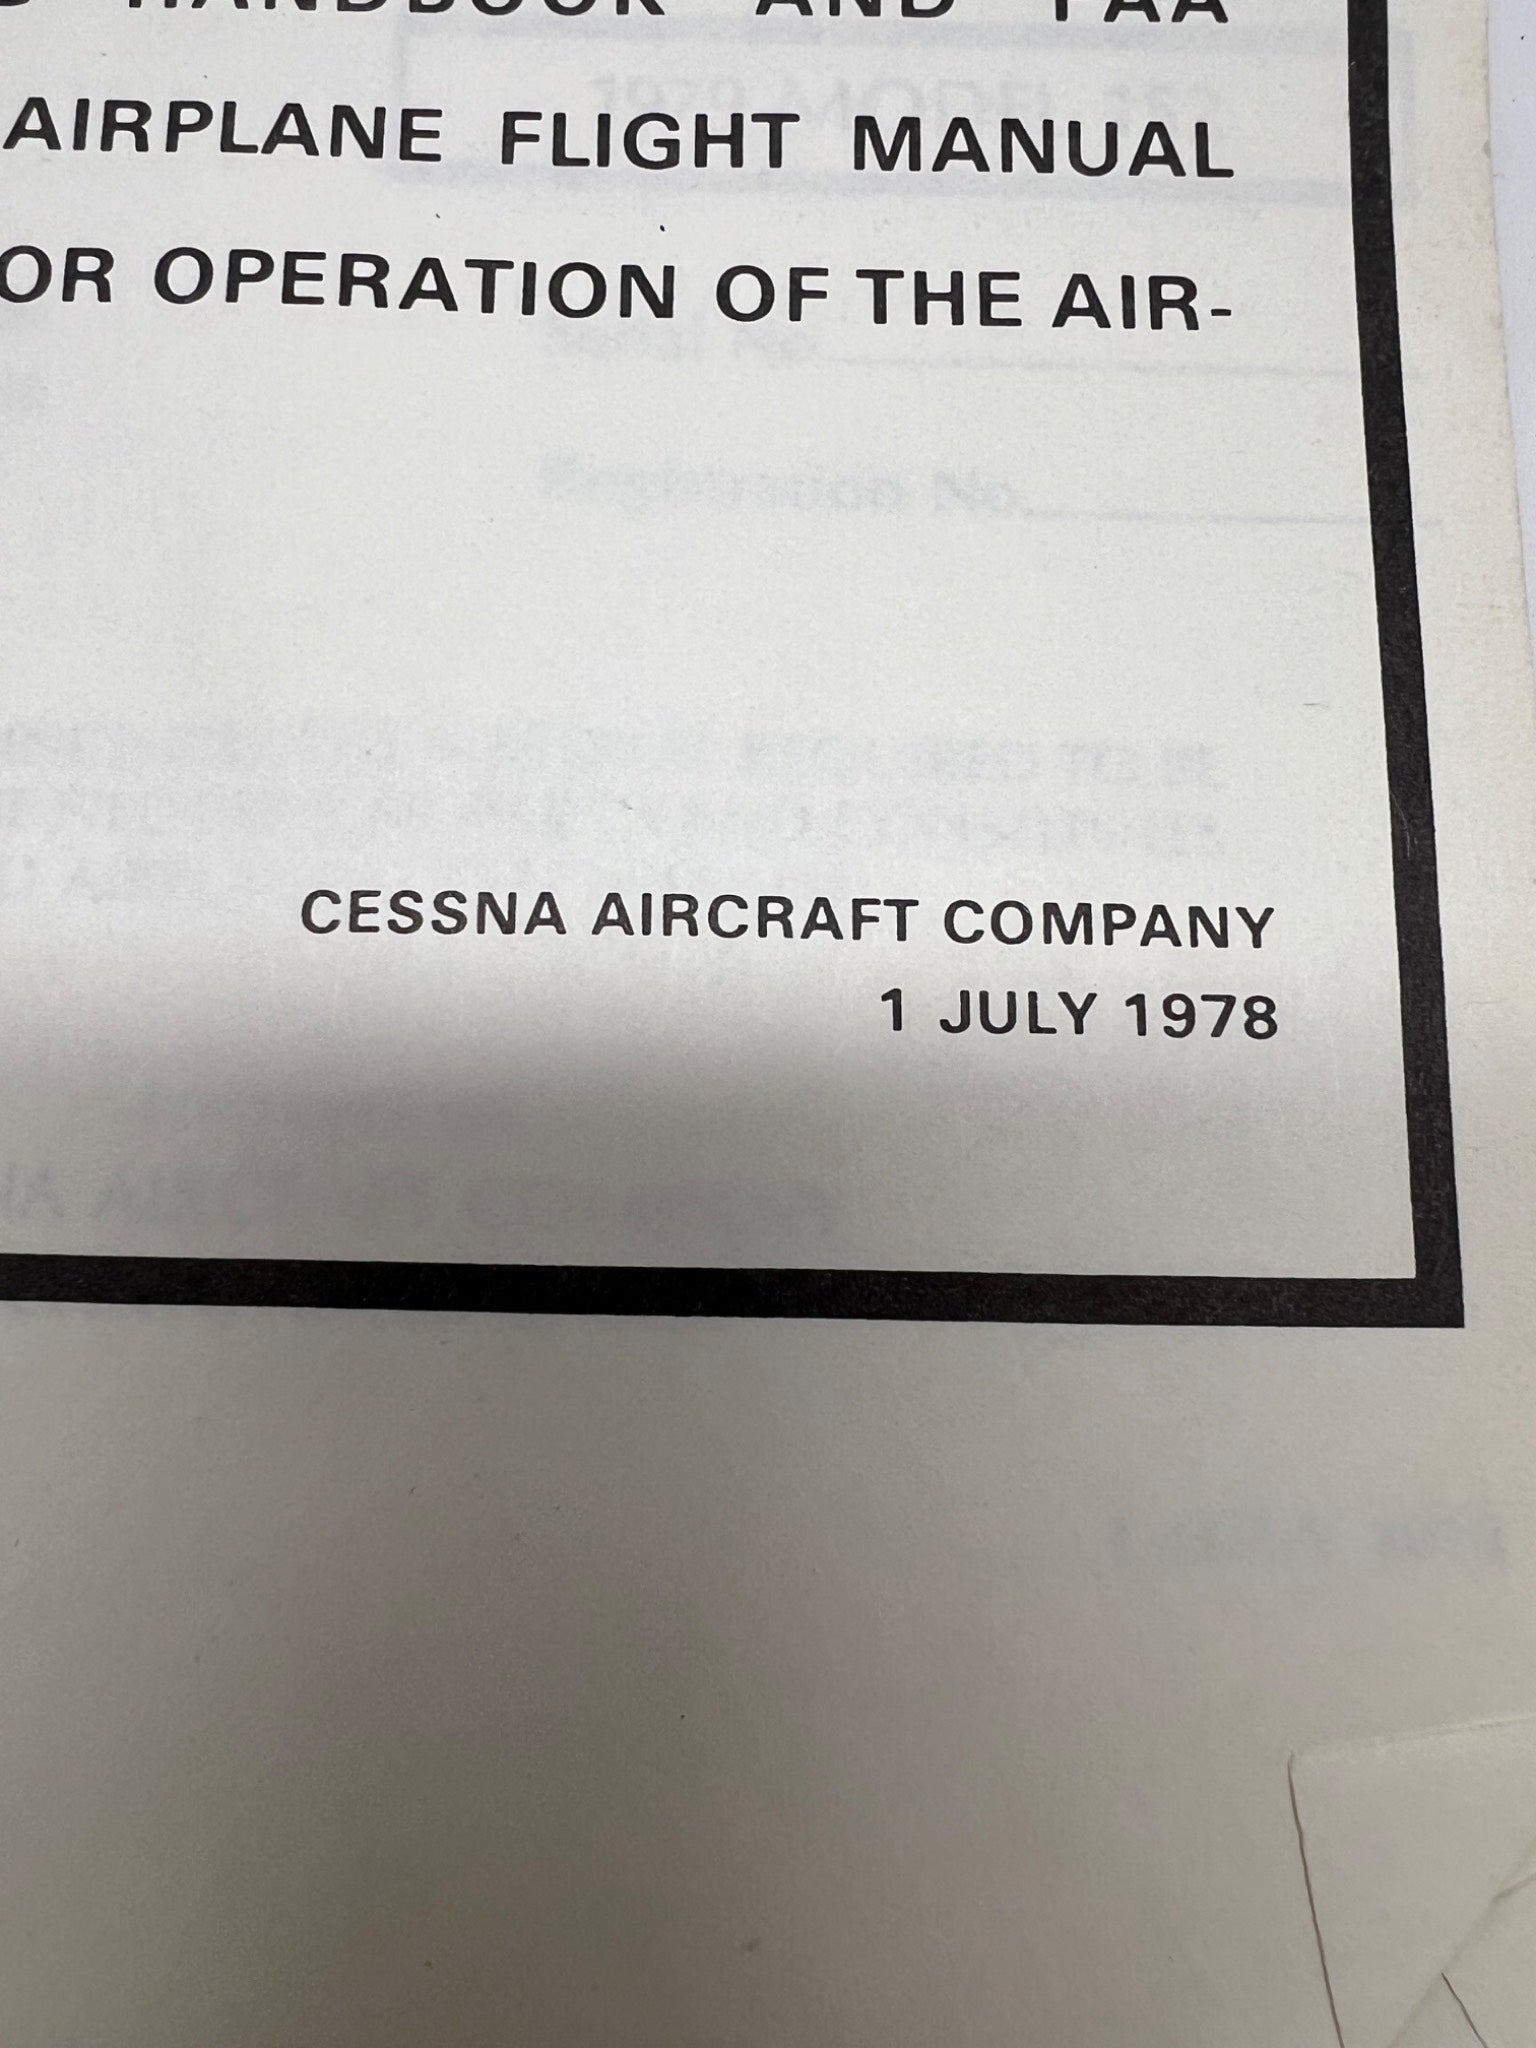 HANDBOOK AND FAA
AIRPLANE FLIGHT MANUAL
OR OPERATION OF THE AIR-
CESSNA AIRCRAFT COMPANY
1 JULY 1978